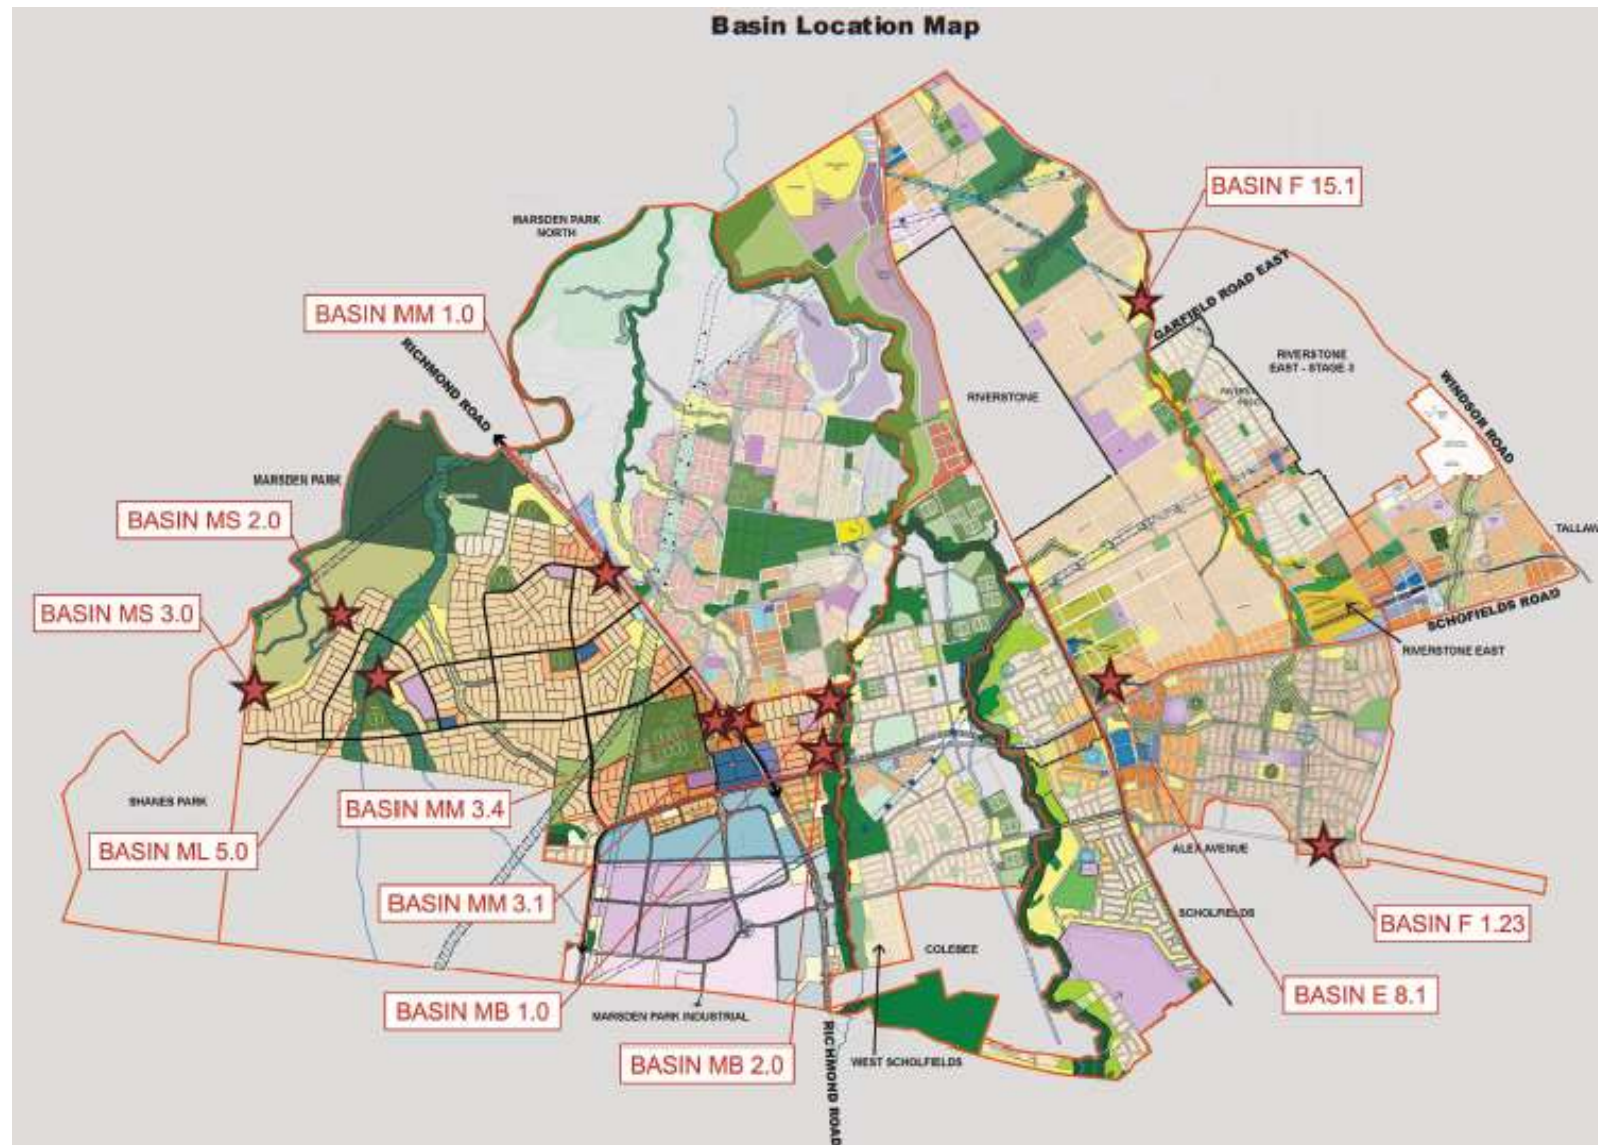 Basin Location Map
BASIN F 15.1
MARSDEN PARK
NORTH
GARFIELD ROAD EAST
BASIN MM 1.0
RICHMOND ROAD
RIVERSTONE
EAST - STAGE 3
RIVERSTONE
WINDSOR ROAD
MARSDEN PARK
BASIN MS 2.0
TALLAW
BASIN MS 3.0
SCHOFIELDS ROAD
RIVERSTONE EAST
SHANES PARK
BASIN MM 3.4
BASIN ML 5.0
ALEX AVENUE
BASIN MM 3.1
SCHOLFIELDS
BASIN F 1.23
COLEBEE
BASIN E 8.1
BASIN MB 1.0
MARSDEN PARK INDUSTRIAL
BASIN MB 2.0
RICHMOND ROAD
WEST SCHOLFIELDS